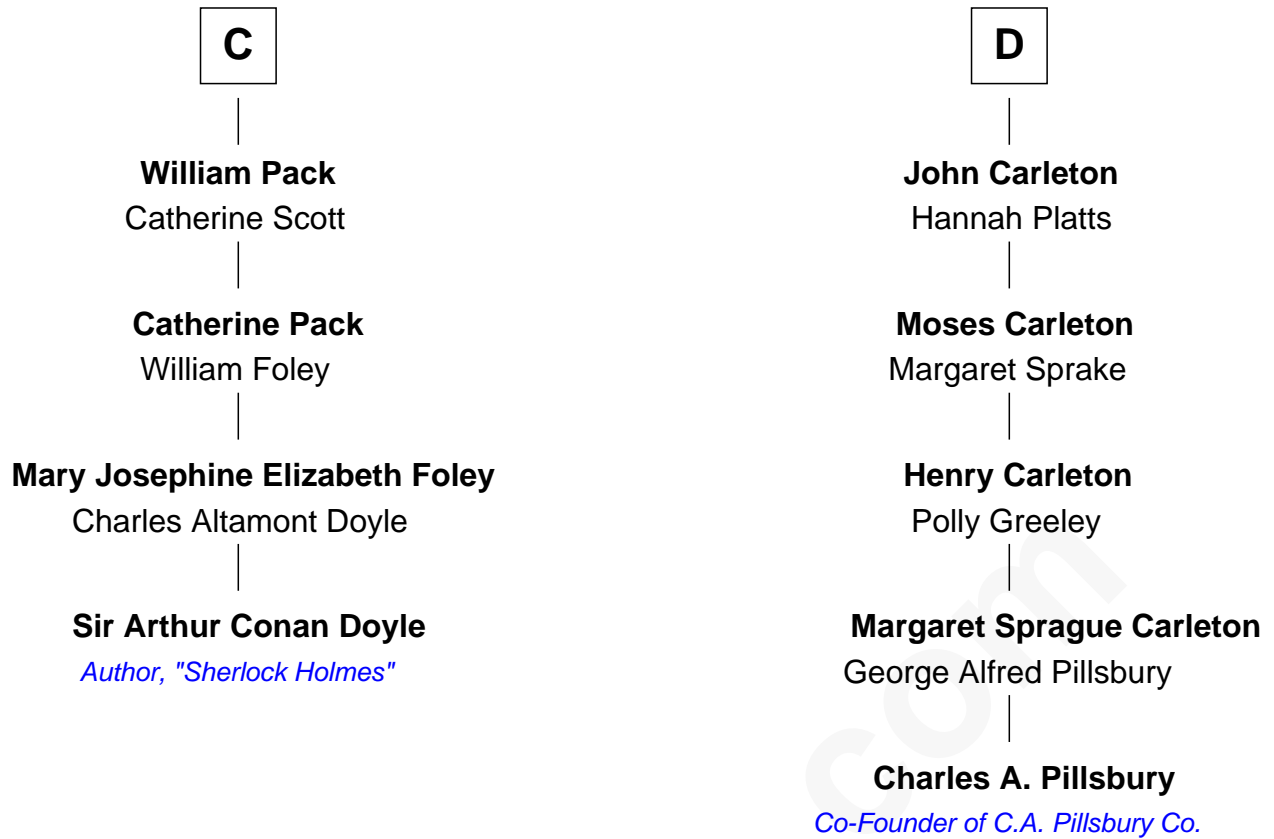 C
William Pack
Catherine Scott
Catherine Pack
William Foley
Mary Josephine Elizabeth Foley
Charles Altamont Doyle
Sir Arthur Conan Doyle
Author, "Sherlock Holmes"
D
John Carleton
Hannah Platts
Moses Carleton
Margaret Sprake
Henry Carleton
Polly Greeley
Margaret Sprague Carleton
George Alfred Pillsbury
Charles A. Pillsbury
Co-Founder of C.A. Pillsbury Co.
com